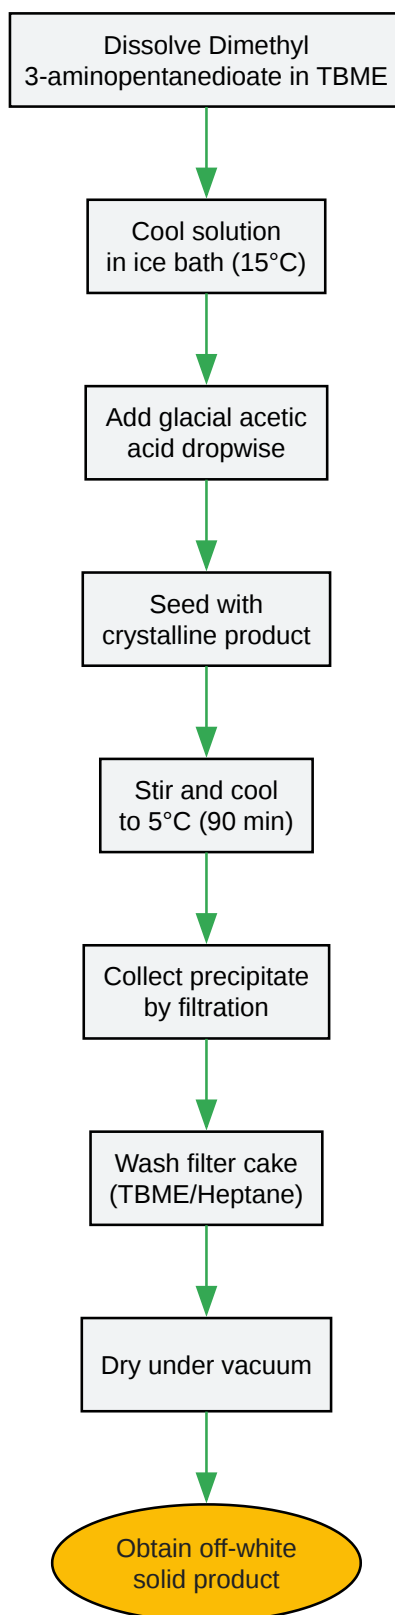 Dissolve Dimethyl
3-aminopentanedioate in TBME
Cool solution
in ice bath (15°C)
Add glacial acetic
acid dropwise
Seed with
crystalline product
Stir and cool
to 5°C (90 min)
Collect precipitate
by filtration
Wash filter cake
(TBME/Heptane)
Dry under vacuum
Obtain off-white
solid product